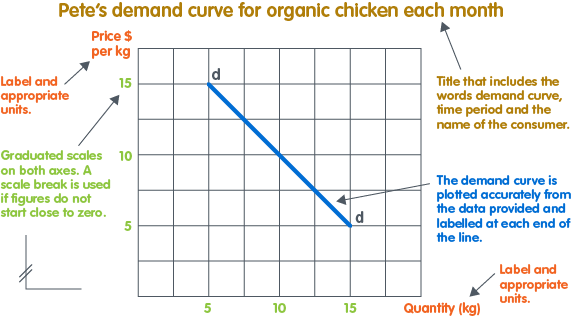 Pete's demand curve for organic chicken each month
Price $
per kg
Label and
appropriate
units.
15
d
Title that includes the
words demand curve,
time period and the
name of the consumer.
Graduated scales
on both axes. A
scale break is used
if figures do not
start close to zero.
10
The demand curve is
plotted accurately from
the data provided and
labelled at each end of
the line.
d
5
Label and
appropriate
units.
5
10
15
Quantity (kg)